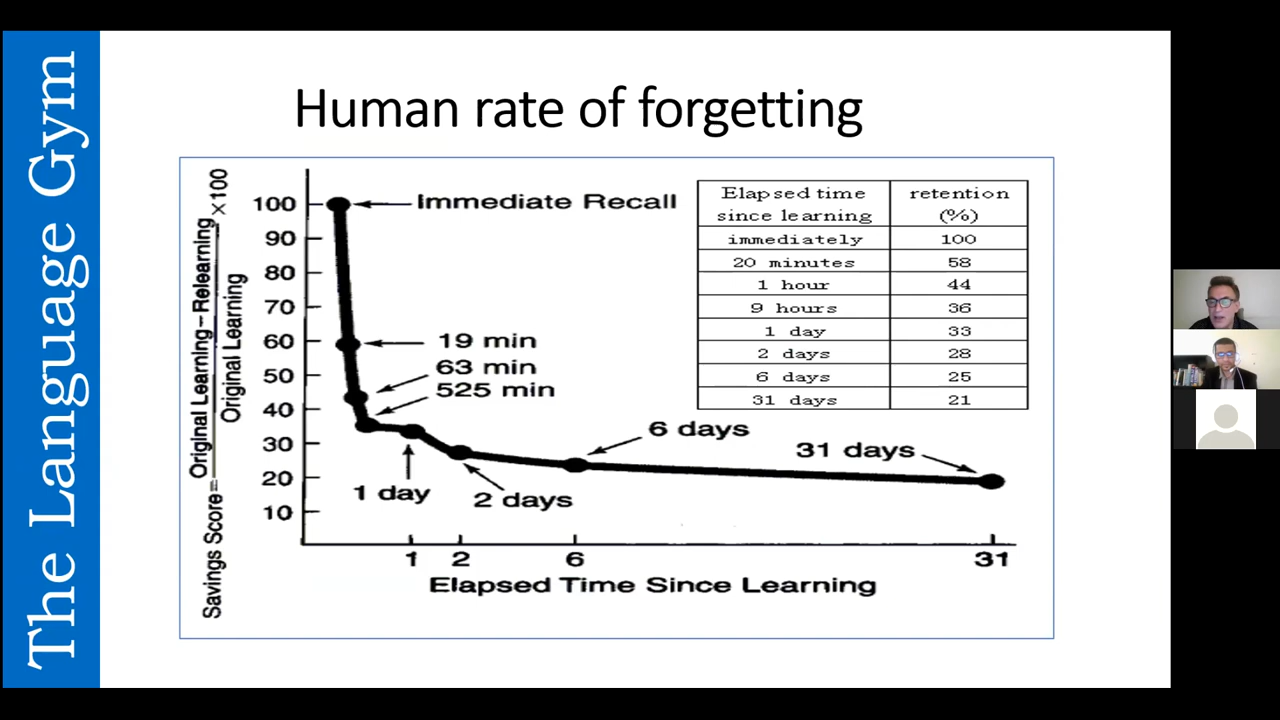 The Language Gym
Human rate of forgetting
Savings Score= Original Learning-Relearning / Original Learning X100
100
90
80
70
60
50
40
30
20
10
Immediate Recall
19 min
63 min
525 min
1 day
2 days
6 days
31 days
1 2 6 31
Elapsed Time Since Learning
Elapsed time since learning retention (%)
immediately 100
20 minutes 58
1 hour 44
9 hours 36
1 day 33
2 days 28
6 days 25
31 days 21